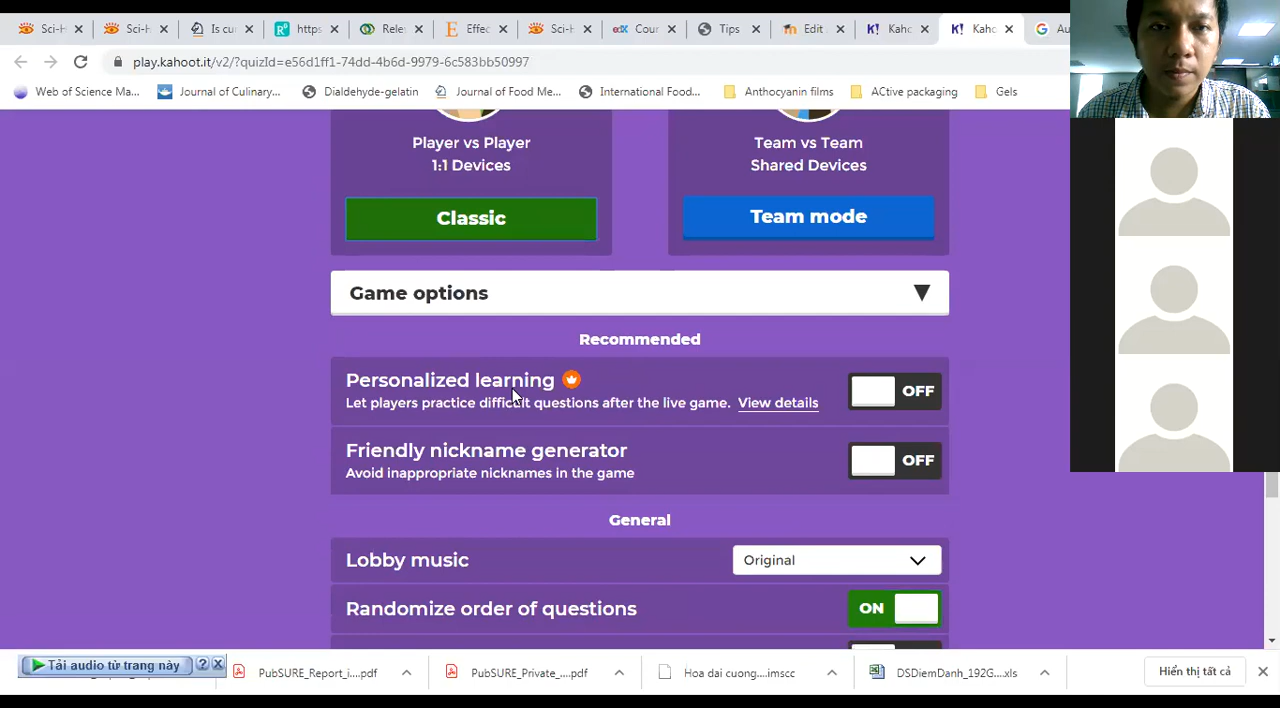 Sci-H
Sci-H
Is cu
https
Rele
Effec
Sci-H
Cour
Tips
Edit
Kaho
Kaho
Au
play.kahoot.it/v2/?quizId=e56d1ff1-74dd-4b6d-9979-6c583bb20997
Web of Science Ma...
Journal of Culinary...
Dialdehyde-gelatin
Journal of Food Me...
International Food...
Anthocyanin films
ACtive packaging
Gels
Player vs Player
1:1 Devices
Classic
Team vs Team
Shared Devices
Team mode
Game options
Recommended
Personalized learning
Let players practice difficult questions after the live game. View details
OFF
Friendly nickname generator
Avoid inappropriate nicknames in the game
OFF
General
Lobby music
Original
Randomize order of questions
ON
Tải audio từ trang này
PubSURE_Report_i....pdf
PubSURE_Private_....pdf
Hoa dai cuong....imscc
DSDiemDanh_192G....xls
Hiển thị tất cả